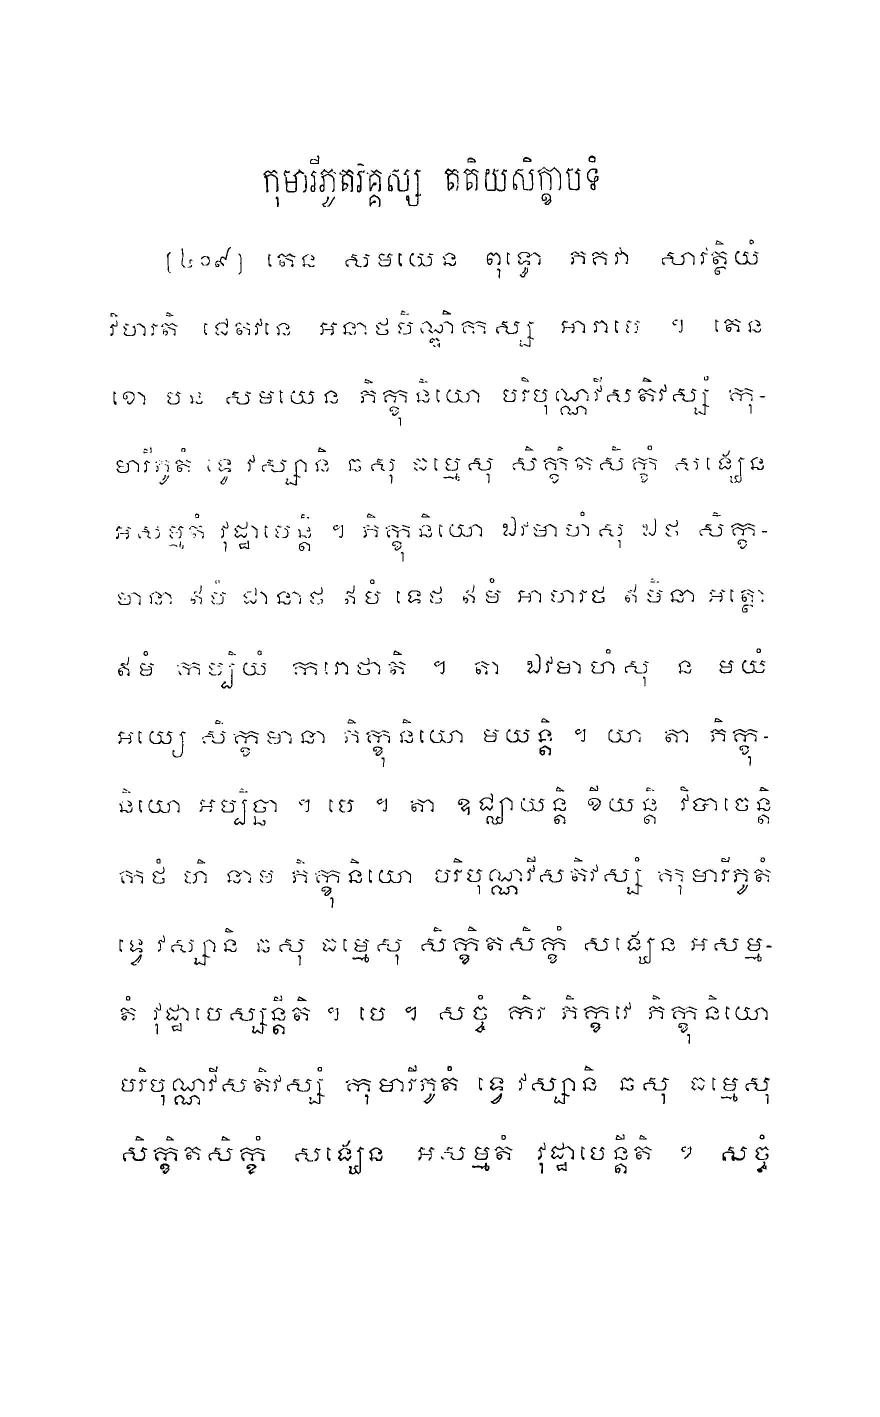 កុមារីភូតវគ្គស្ស តតិយសិក្ខាបទំ
[៤១៩] តេន សមយេន ពុទ្ធោ ភគវា សាវត្ថិយំ
វិហរតិ ជេតវនេ អនាថបិណ្ឌិកស្ស អារាមេ ។ តេន
ខោ បន សមយេន ភិក្ខុនិយោ បរិបុណ្ណវីសតិវស្សំ កុ-
មារីភូតំ ទ្វេ វស្សានិ ឆសុ ធម្មេសុ សិក្ខិតសិក្ខំ សង្ឃេន
អសម្មតំ វុដ្ឋាបេន្តិ ។ ភិក្ខុនិយោ ឯវមាហំសុ ឯថ សិក្ខ-
មានា ឥមំ ជានាថ ឥមំ ទេថ ឥមំ អាហរថ ឥមិនា អត្ថោ
ឥមំ កប្បិយំ ករោថាតិ ។ តា ឯវមាហំសុ ន មយំ
អយ្យេ សិក្ខមានា ភិក្ខុនិយោ មយន្តិ ។ យា តា ភិក្ខុ-
និយោ អប្បិច្ឆា ។ បេ ។ តា ឧជ្ឈាយន្តិ ខីយន្តិ វិបាចេន្តិ
កថំ ហិ នាម ភិក្ខុនិយោ បរិបុណ្ណវីសតិវស្សំ កុមារីភូតំ
ទ្វេ វស្សានិ ឆសុ ធម្មេសុ សិក្ខិតសិក្ខំ សង្ឃេន អសម្ម-
តំ វុដ្ឋាបេស្សន្តីតិ ។ បេ ។ សច្ចំ កិរ ភិក្ខវេ ភិក្ខុនិយោ
បរិបុណ្ណវីសតិវស្សំ កុមារីភូតំ ទ្វេ វស្សានិ ឆសុ ធម្មេសុ
សិក្ខិតសិក្ខំ សង្ឃេន អសម្មតំ វុដ្ឋាបេន្តីតិ ។ សច្ចំ